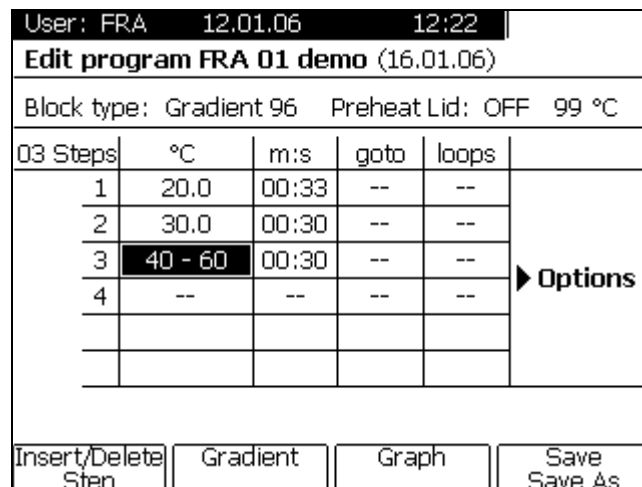 User: FRA 12.01.06 12:22
Edit program FRA 01 demo (16.01.06)
Block type: Gradient 96 Preheat Lid: OFF 99 °C
03 Steps °C m:s goto loops
1 20.0 00:33 -- --
2 30.0 00:30 -- --
3 40 - 60 00:30 -- --
Options
4 -- -- -- --
Insert/Delete Gradient Graph Save
Step Save As